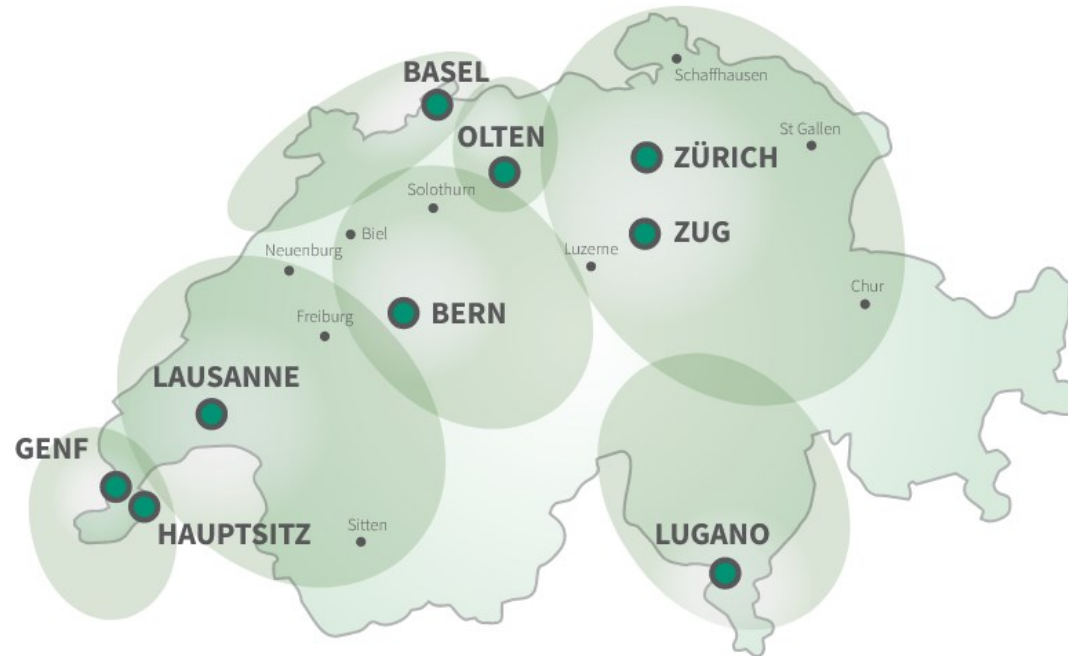 BASEL
Schaffhausen
OLTEN
St Gallen
ZÜRICH
Solothurn
Biel
ZUG
Neuenburg
Luzerne
Chur
Freiburg
BERN
LAUSANNE
GENF
HAUPTSITZ
Sitten
LUGANO